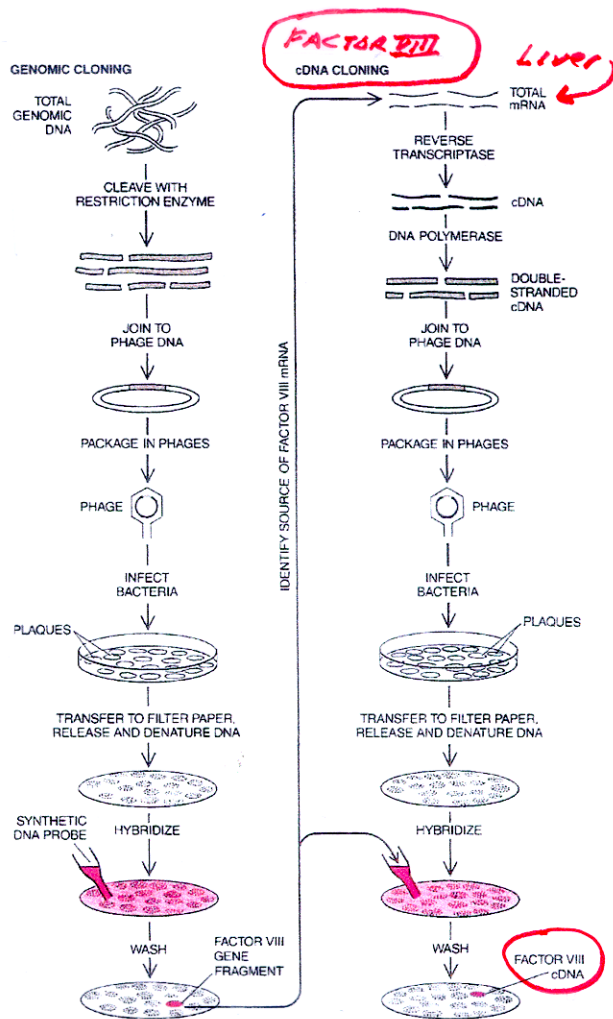 FACTOR VIII
Liver
GENOMIC CLONING
TOTAL
GENOMIC
DNA
CLEAVE WITH
RESTRICTION ENZYME
JOIN TO
PHAGE DNA
PACKAGE IN PHAGES
PHAGE
INFECT
BACTERIA
PLAQUES
TRANSFER TO FILTER PAPER,
RELEASE AND DENATURE DNA
SYNTHETIC
DNA PROBE
HYBRIDIZE
WASH
FACTOR VIII
GENE
FRAGMENT
IDENTIFY SOURCE OF FACTOR VIII mRNA
cDNA CLONING
TOTAL
mRNA
REVERSE
TRANSCRIPTASE
cDNA
DNA POLYMERASE
DOUBLE-
STRANDED
cDNA
JOIN TO
PHAGE DNA
PACKAGE IN PHAGES
PHAGE
INFECT
BACTERIA
PLAQUES
TRANSFER TO FILTER PAPER,
RELEASE AND DENATURE DNA
HYBRIDIZE
WASH
FACTOR VIII
cDNA